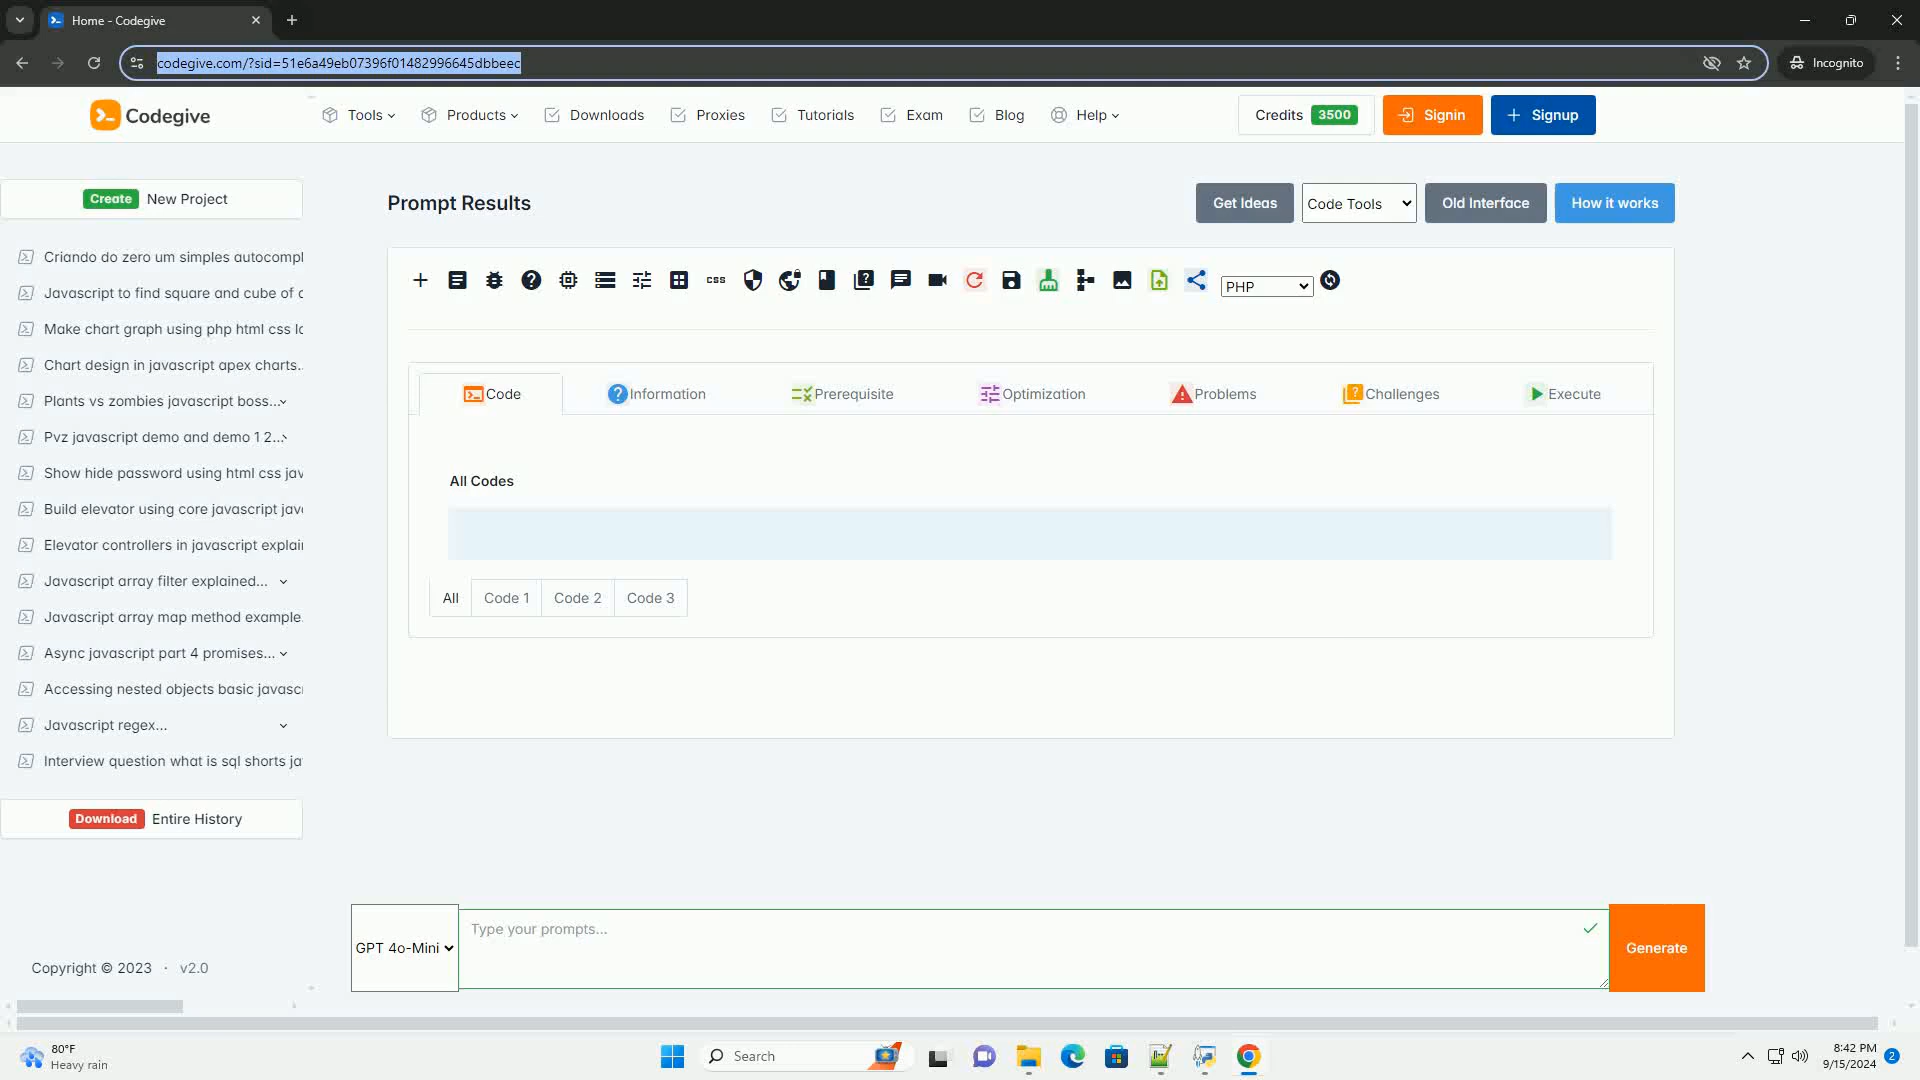 Home - Codegive
codegive.com/?sid=51e6a49eb07396f01482996645dbbeec
Incognito
Codegive
Tools
Products
Downloads
Proxies
Tutorials
Exam
Blog
Help
Credits 3500
Signin
Signup
Create New Project
Criando do zero um simples autocompl
Javascript to find square and cube of a
Make chart graph using php html css
Chart design in javascript apex charts..
Plants vs zombies javascript boss...
Pvz javascript demo and demo 1 2...
Show hide password using html css jav
Build elevator using core javascript jav
Elevator controllers in javascript explai
Javascript array filter explained...
Javascript array map method example
Async javascript part 4 promises...
Accessing nested objects basic javasc
Javascript regex...
Interview question what is sql shorts ja
Download Entire History
Copyright © 2023 · v2.0
Prompt Results
Get Ideas
Code Tools
Old Interface
How it works
css
PHP
Code
Information
Prerequisite
Optimization
Problems
Challenges
Execute
All Codes
All
Code 1
Code 2
Code 3
GPT 4o-Mini
Type your prompts...
Generate
80°F
Heavy rain
Search
8:42 PM
9/15/2024
2